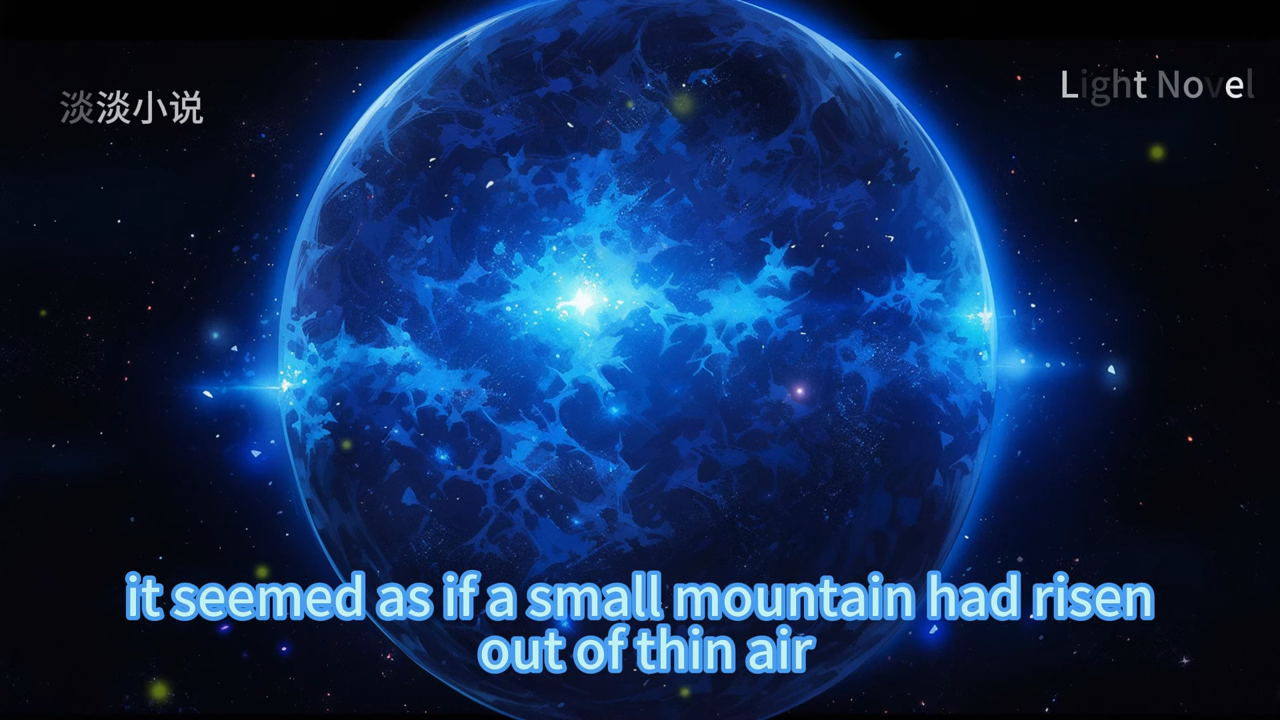 淡淡小说
Light Novel
it seemed as if a small mountain had risen
out of thin air